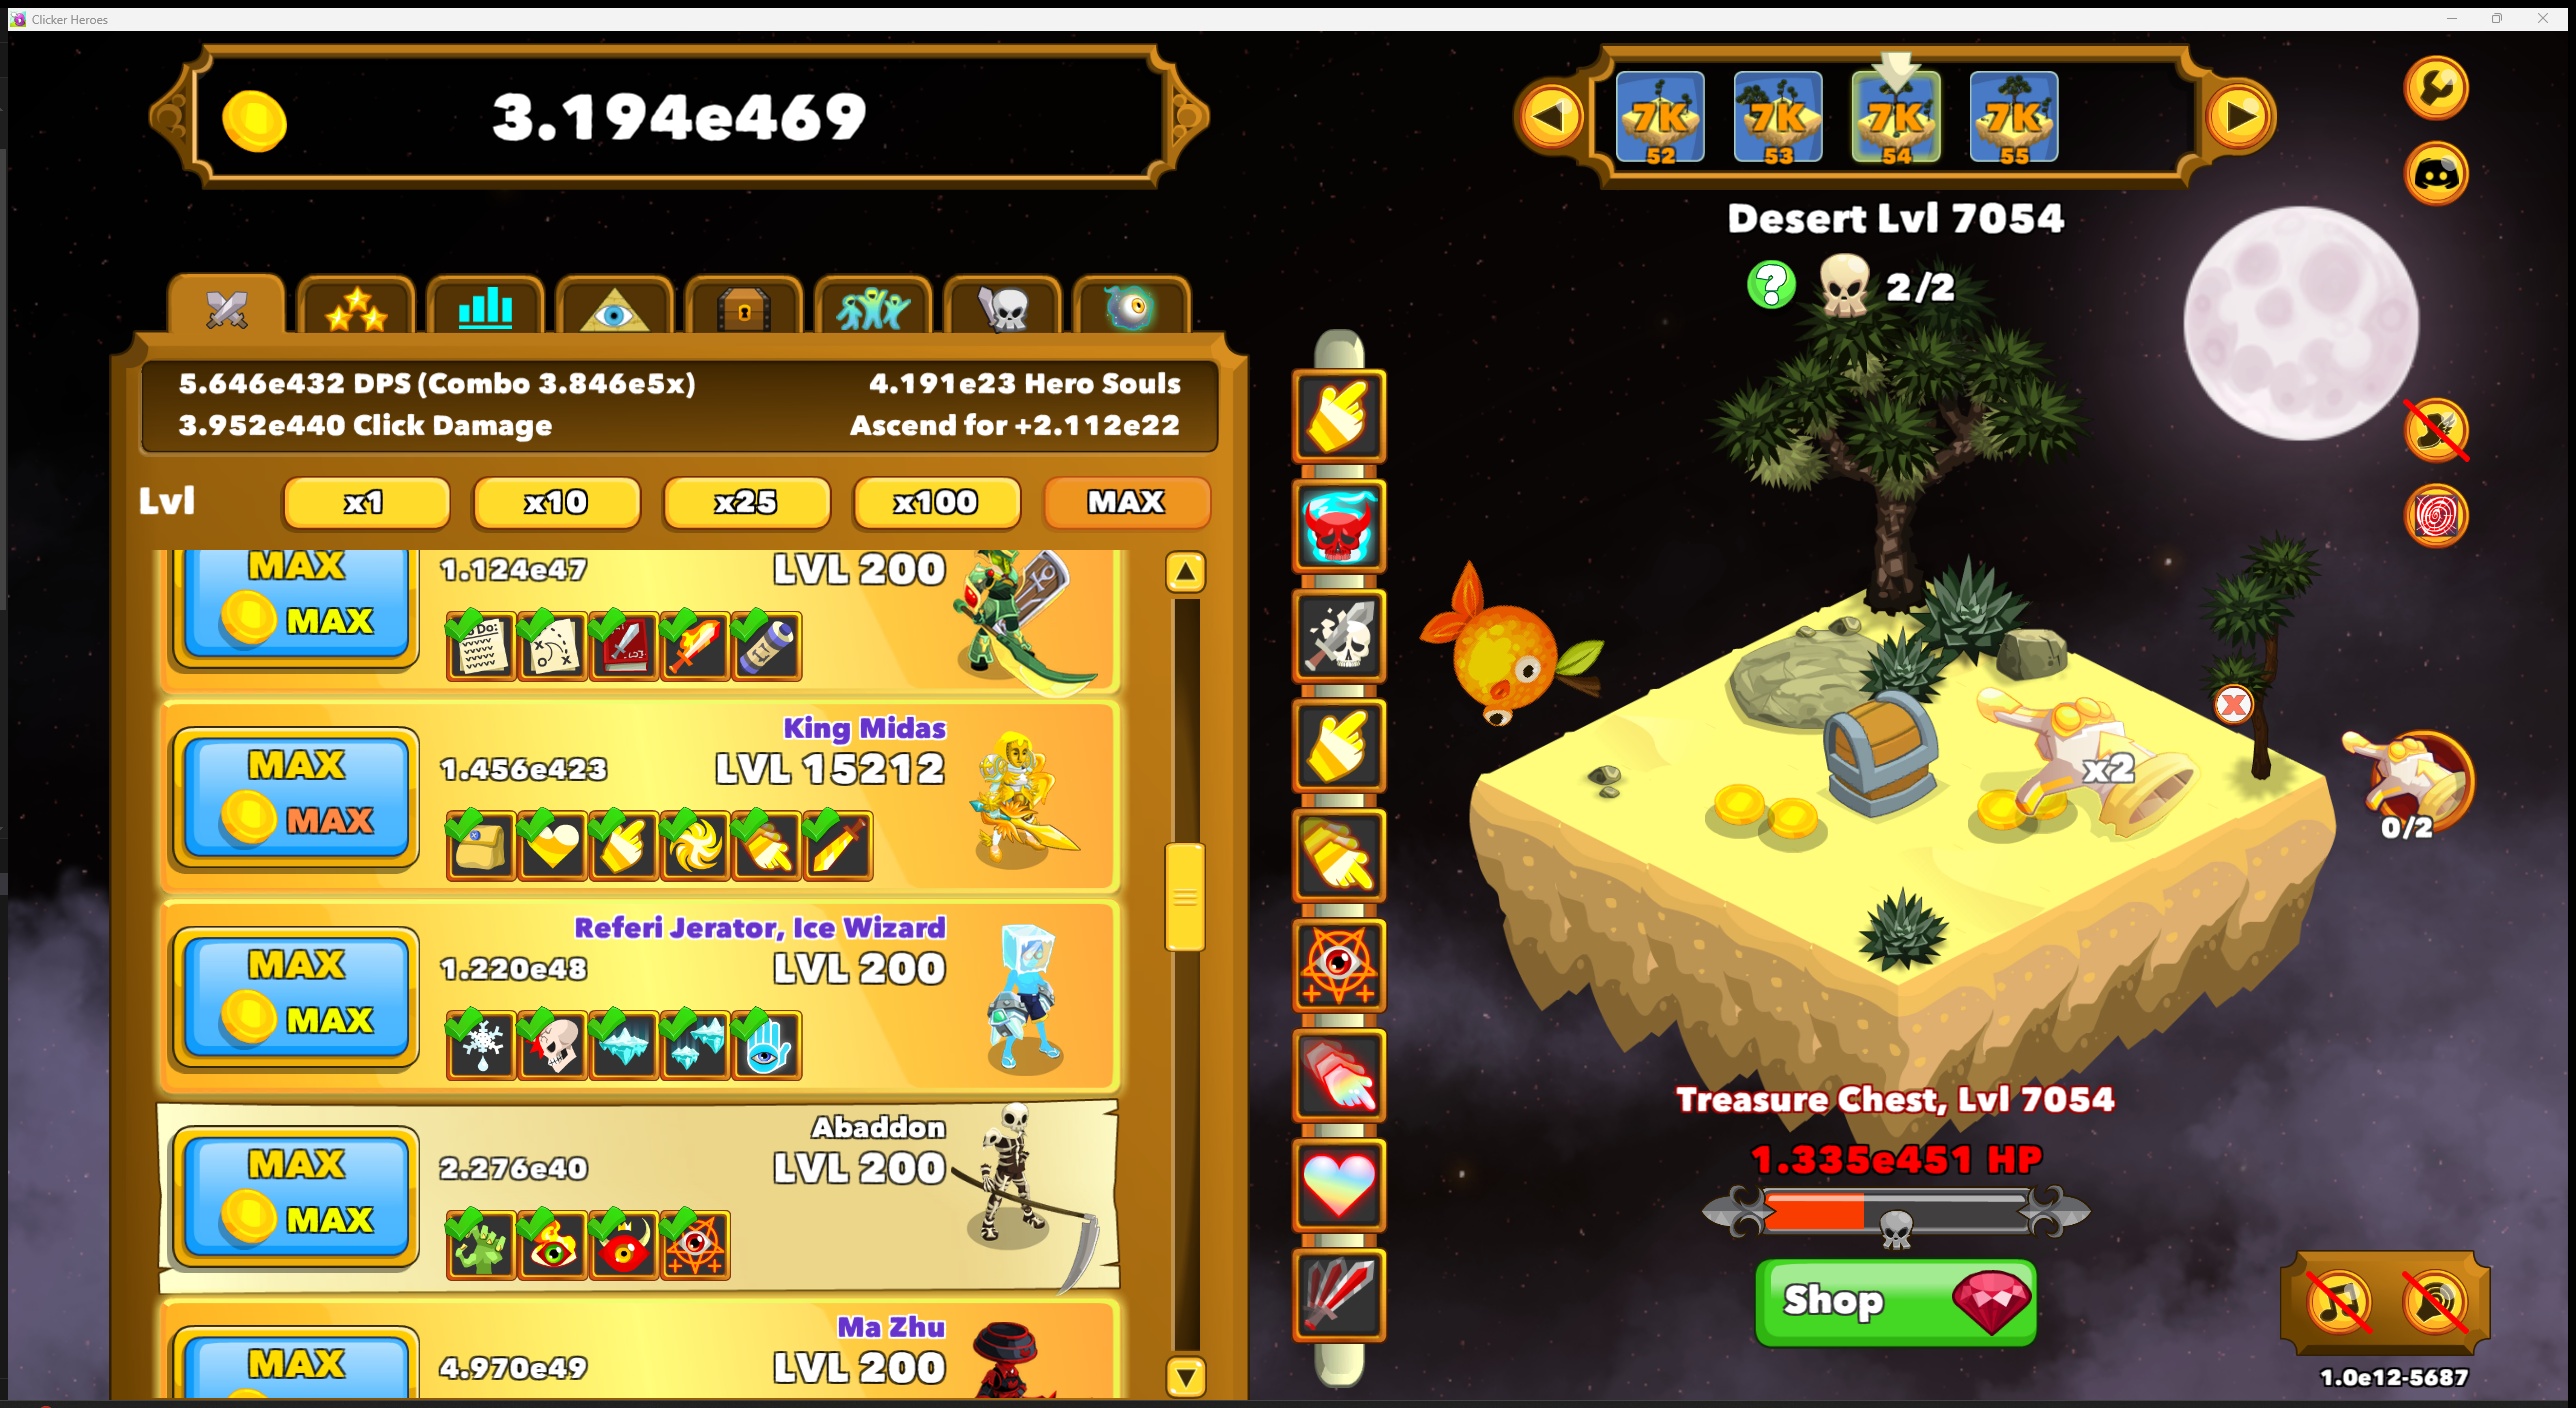 Clicker Heroes
3.194e469
7K
52
7K
53
7K
54
7K
55
Desert Lvl 7054
2/2
5.646e432 DPS (Combo 3.846e5x)
4.191e23 Hero Souls
3.952e440 Click Damage
Ascend for +2.112e22
Lvl
x1
x10
x25
x100
MAX
MAX
MAX
1.124e47
LVL 200
Do:
King Midas
MAX
MAX
1.456e423
LVL 15212
Referi Jerator, Ice Wizard
MAX
MAX
1.220e48
LVL 200
Abaddon
MAX
MAX
2.276e40
LVL 200
Ma Zhu
MAX
4.970e49
LVL 200
x2
0/2
Treasure Chest, Lvl 7054
1.335e451 HP
Shop
1.0e12-5687